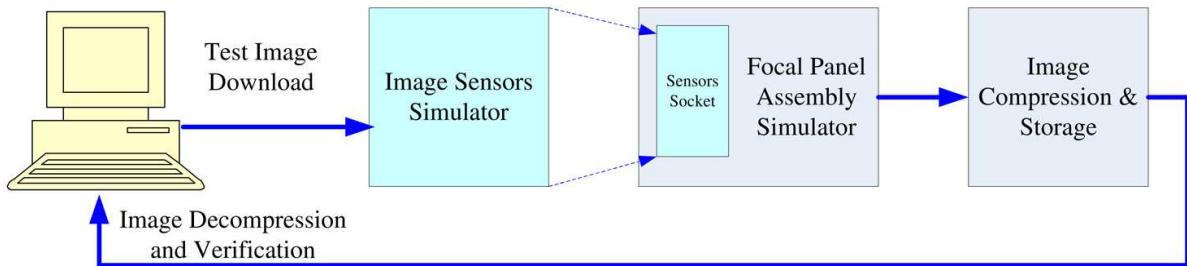 Test Image
Download
Image Sensors
Simulator
Sensors
Socket
Focal Panel
Assembly
Simulator
Image
Compression &
Storage
Image Decompression
and Verification